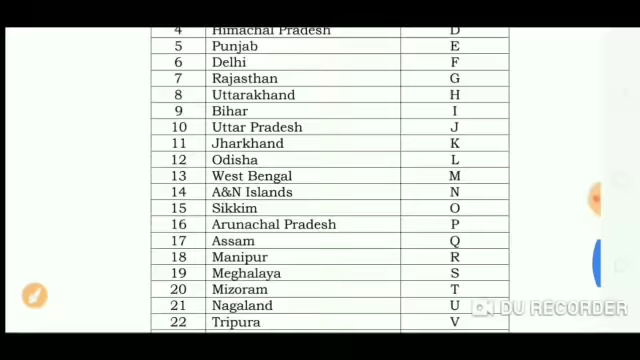 4 Himachal Pradesh D
5 Punjab E
6 Delhi F
7 Rajasthan G
8 Uttarakhand H
9 Bihar I
10 Uttar Pradesh J
11 Jharkhand K
12 Odisha L
13 West Bengal M
14 A&N Islands N
15 Sikkim O
16 Arunachal Pradesh P
17 Assam Q
18 Manipur R
19 Meghalaya S
20 Mizoram T
21 Nagaland U
22 Tripura V
DU RECORDER